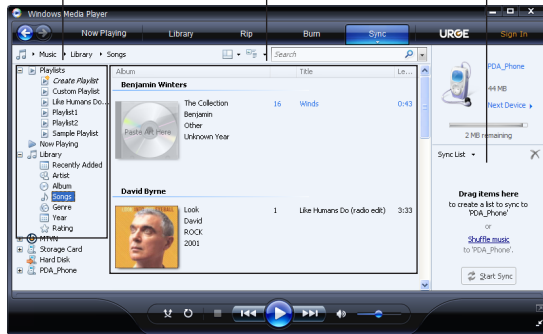 Windows Media Player
Now Playing Library Rip Burn Sync URGE Sign In
Music Library Songs Search
Playlists
Create Playlist
Custom Playlist
Like Humans Do...
Playlist1
Playlist2
Sample Playlist
Now Playing
Library
Recently Added
Artist
Album
Songs
Genre
Year
Rating
MTVN
Storage Card
Hard Disk
PDA_Phone
Album Title Le...
Benjamin Winters
Paste Art Here
The Collection 16 Winds 0:43
Benjamin
Other
Unknown Year
David Byrne
Look 1 Like Humans Do (radio edit) 3:33
David
ROCK
2001
PDA_Phone
44 MB
Next Device
2 MB remaining
Sync List
Drag items here
to create a list to sync to
'PDA_Phone'
or
Shuffle music
to 'PDA_Phone'.
Start Sync